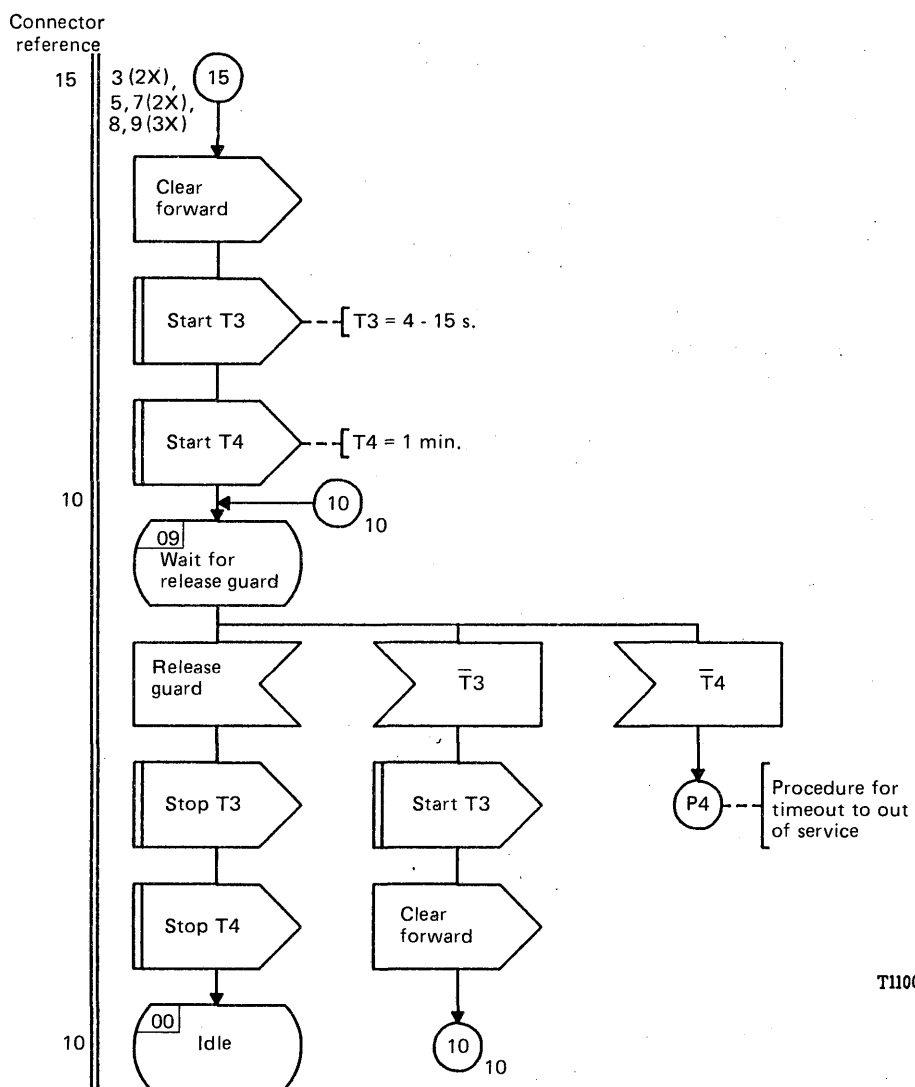 Connector
reference
15
3 (2X),
5, 7 (2X),
8, 9 (3X)
15
Clear
forward
Start T3
T3 = 4 - 15 s.
Start T4
T4 = 1 min.
10
10
10
09
Wait for
release guard
Release
guard
T̅3
T̅4
Stop T3
Start T3
P4
Procedure for
timeout to out
of service
Stop T4
Clear
forward
T1100
00
Idle
10
10
10